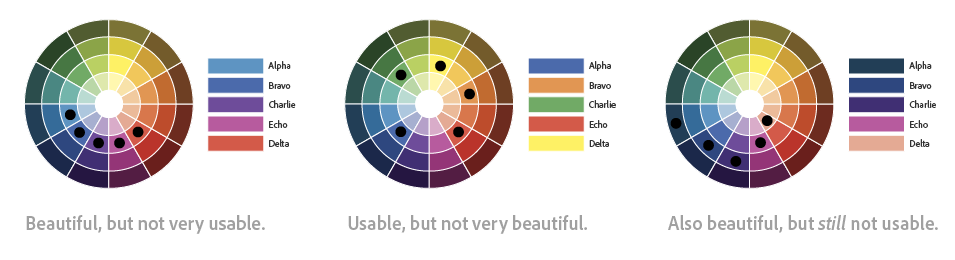 Alpha
Bravo
Charlie
Echo
Delta
Beautiful, but not very usable.
Alpha
Bravo
Charlie
Echo
Delta
Usable, but not very beautiful.
Alpha
Bravo
Charlie
Echo
Delta
Also beautiful, but still not usable.